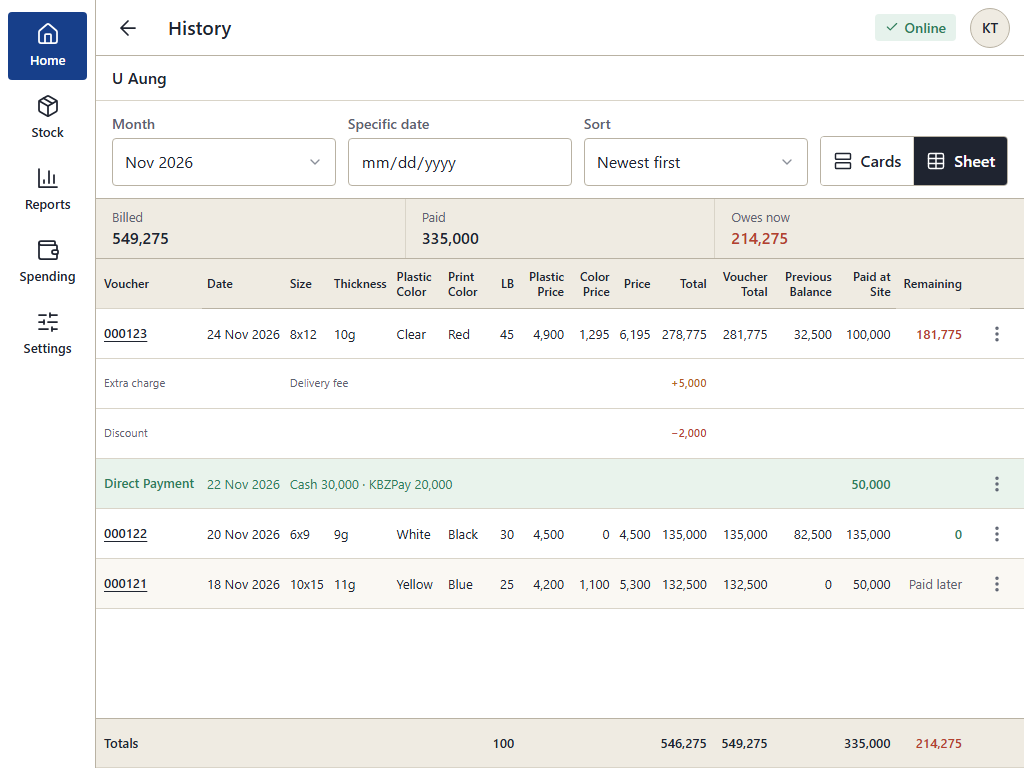 Home
Stock
Reports
Spending
Settings
History
Online
KT
U Aung
Month
Specific date
Sort
Nov 2026
mm/dd/yyyy
Newest first
Cards
Sheet
Billed
Paid
Owes now
549,275
335,000
214,275
Voucher Date Size Thickness Plastic Color Print Color LB Plastic Price Color Price Price Total Voucher Total Previous Balance Paid at Site Remaining
000123 24 Nov 2026 8x12 10g Clear Red 45 4,900 1,295 6,195 278,775 281,775 32,500 100,000 181,775
Extra charge Delivery fee +5,000
Discount −2,000
Direct Payment 22 Nov 2026 Cash 30,000 · KBZPay 20,000 50,000
000122 20 Nov 2026 6x9 9g White Black 30 4,500 0 4,500 135,000 135,000 82,500 135,000 0
000121 18 Nov 2026 10x15 11g Yellow Blue 25 4,200 1,100 5,300 132,500 132,500 0 50,000 Paid later
Totals 100 546,275 549,275 335,000 214,275